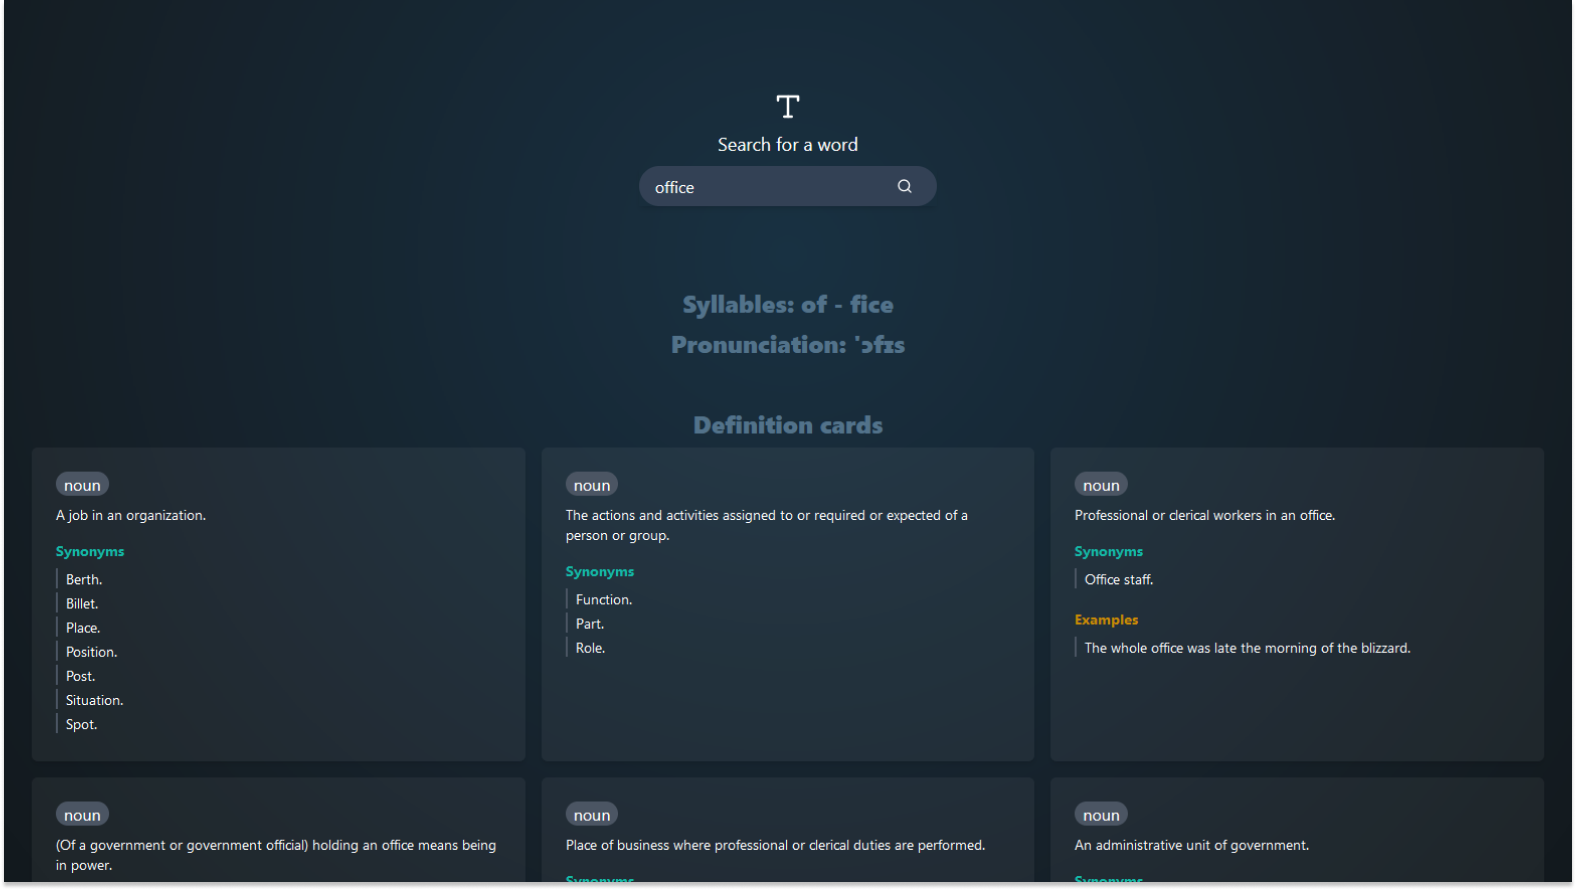 T
Search for a word
office
Syllables: of - fice
Pronunciation: 'ɔfɪs
Definition cards
noun
A job in an organization.
Synonyms
Berth.
Billet.
Place.
Position.
Post.
Situation.
Spot.
noun
The actions and activities assigned to or required or expected of a
person or group.
Synonyms
Function.
Part.
Role.
noun
Professional or clerical workers in an office.
Synonyms
Office staff.
Examples
The whole office was late the morning of the blizzard.
noun
(Of a government or government official) holding an office means being
in power.
noun
Place of business where professional or clerical duties are performed.
Synonyms
noun
An administrative unit of government.
Synonyms